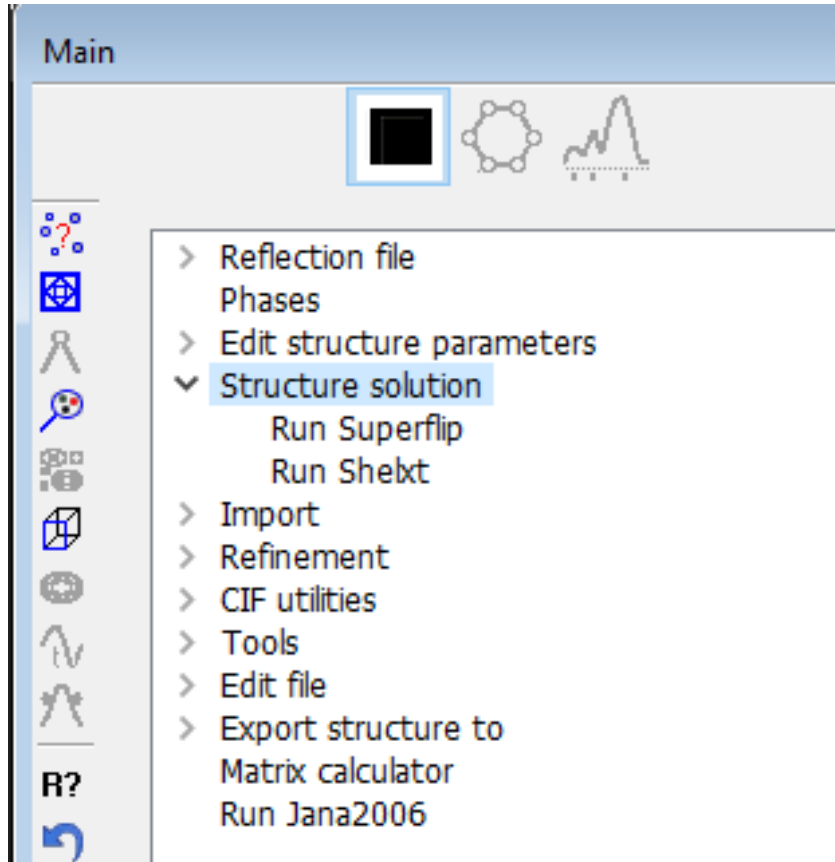 Main
Reflection file
Phases
Edit structure parameters
Structure solution
Run Superflip
Run Shelxt
Import
Refinement
CIF utilities
Tools
Edit file
Export structure to
Matrix calculator
R?
Run Jana2006